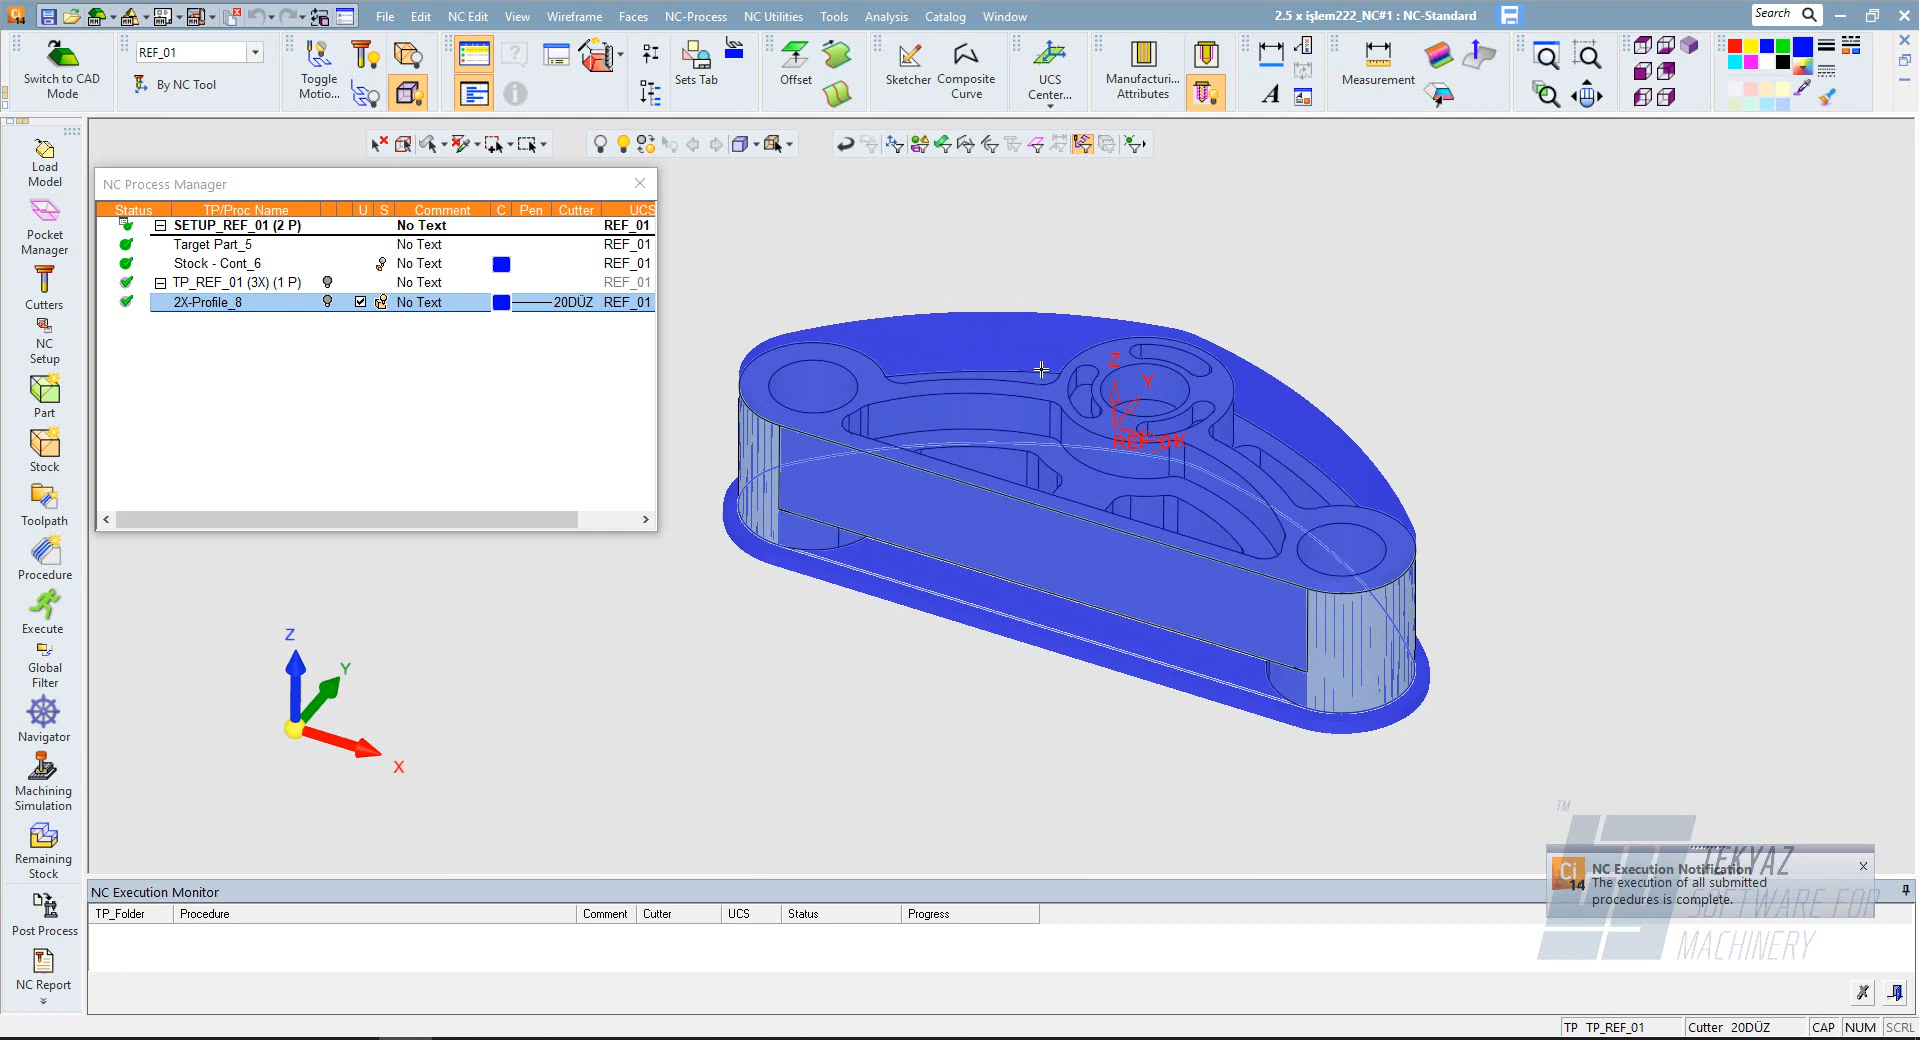 File Edit NC Edit View Wireframe Faces NC-Process NC Utilities Tools Analysis Catalog Window
2.5 x işlem222_NC#1 : NC-Standard
Search
Switch to CAD
Mode
REF_01
By NC Tool
Toggle
Motio...
Sets Tab
Offset
Sketcher
Composite
Curve
UCS
Center...
Manufacturi...
Attributes
Measurement
Load
Model
Pocket
Manager
Cutters
NC
Setup
Part
Stock
Toolpath
Procedure
Execute
Global
Filter
Navigator
Machining
Simulation
Remaining
Stock
Post Process
NC Report
NC Process Manager
Status TP/Proc Name U S Comment C Pen Cutter UCS
SETUP_REF_01 (2 P) No Text REF_01
Target Part_5 No Text REF_01
Stock - Cont_6 No Text REF_01
TP_REF_01 (3X) (1 P) No Text REF_01
2X-Profile_8 No Text 20DÜZ REF_01
Z
Y
REF_01
X
Z
Y
X
TM
TEKYAZ
SOFTWARE FOR
MACHINERY
Ci
14
NC Execution Notification
The execution of all submitted
procedures is complete.
NC Execution Monitor
TP_Folder Procedure Comment Cutter UCS Status Progress
TP TP_REF_01 Cutter 20DÜZ CAP NUM SCRL